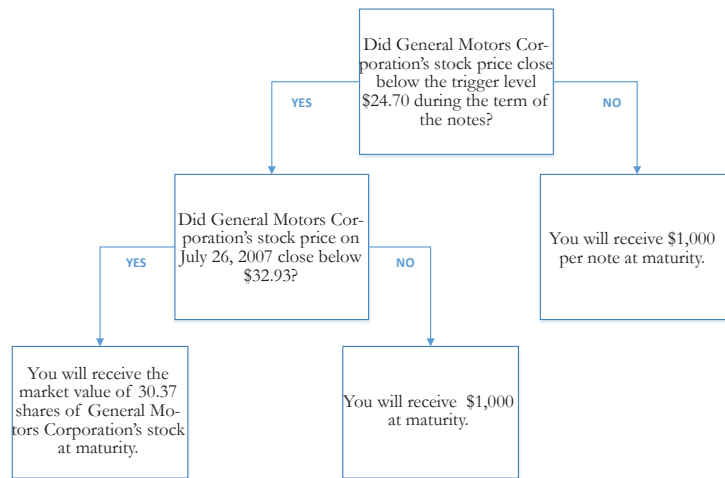 Did General Motors Cor-
poration's stock price close
below the trigger level
$24.70 during the term of
the notes?
YES
NO
Did General Motors Cor-
poration's stock price on
July 26, 2007 close below
$32.93?
You will receive $1,000
per note at maturity.
YES
NO
You will receive the
market value of 30.37
shares of General Mo-
tors Corporation's stock
at maturity.
You will receive $1,000
at maturity.